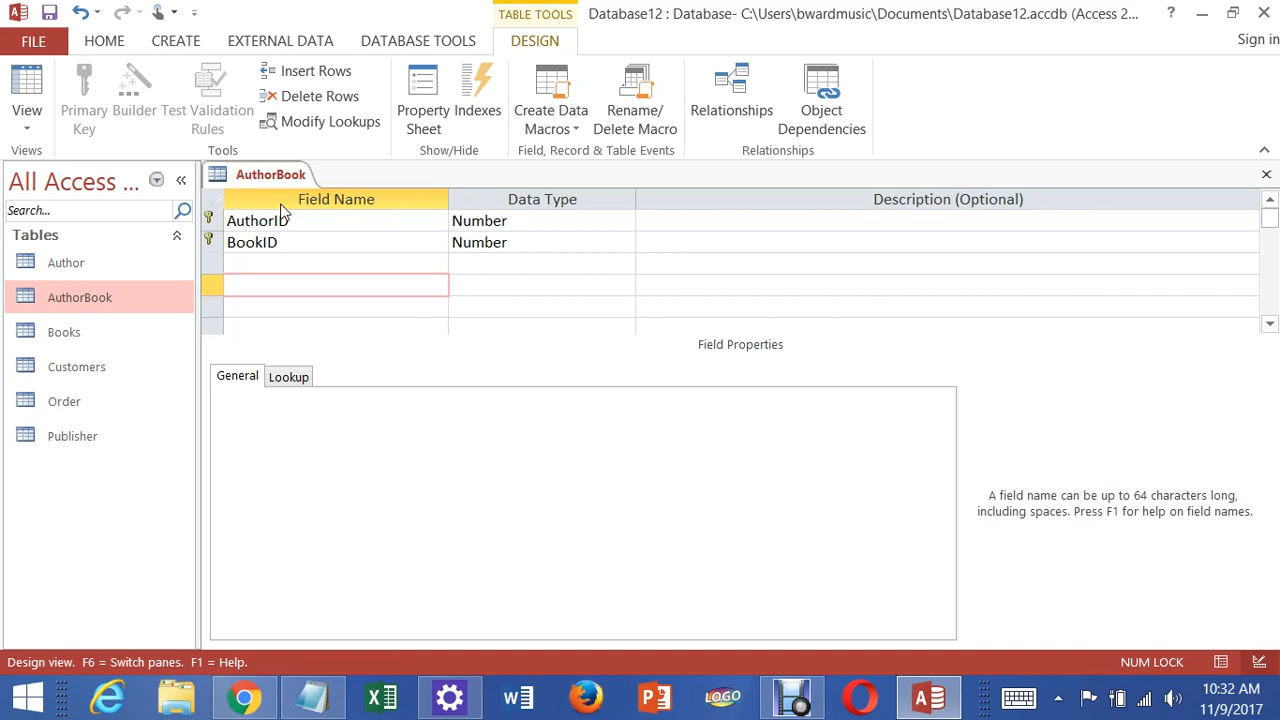 TABLE TOOLS
Database12 : Database- C:\Users\bwardmusic\Documents\Database12.accdb (Access 2...
?
FILE
HOME
CREATE
EXTERNAL DATA
DATABASE TOOLS
DESIGN
Sign in
View
Primary Key
Builder
Test Validation Rules
Insert Rows
Delete Rows
Modify Lookups
Property Sheet
Indexes
Create Data Macros
Rename/ Delete Macro
Relationships
Object Dependencies
Views
Tools
Show/Hide
Field, Record & Table Events
Relationships
All Access ...
Search...
Tables
Author
AuthorBook
Books
Customers
Order
Publisher
AuthorBook
Field Name Data Type Description (Optional)
AuthorID Number
BookID Number
Field Properties
General Lookup
A field name can be up to 64 characters long,
including spaces. Press F1 for help on field names.
Design view. F6 = Switch panes. F1 = Help.
NUM LOCK
LOGO
10:32 AM
11/9/2017